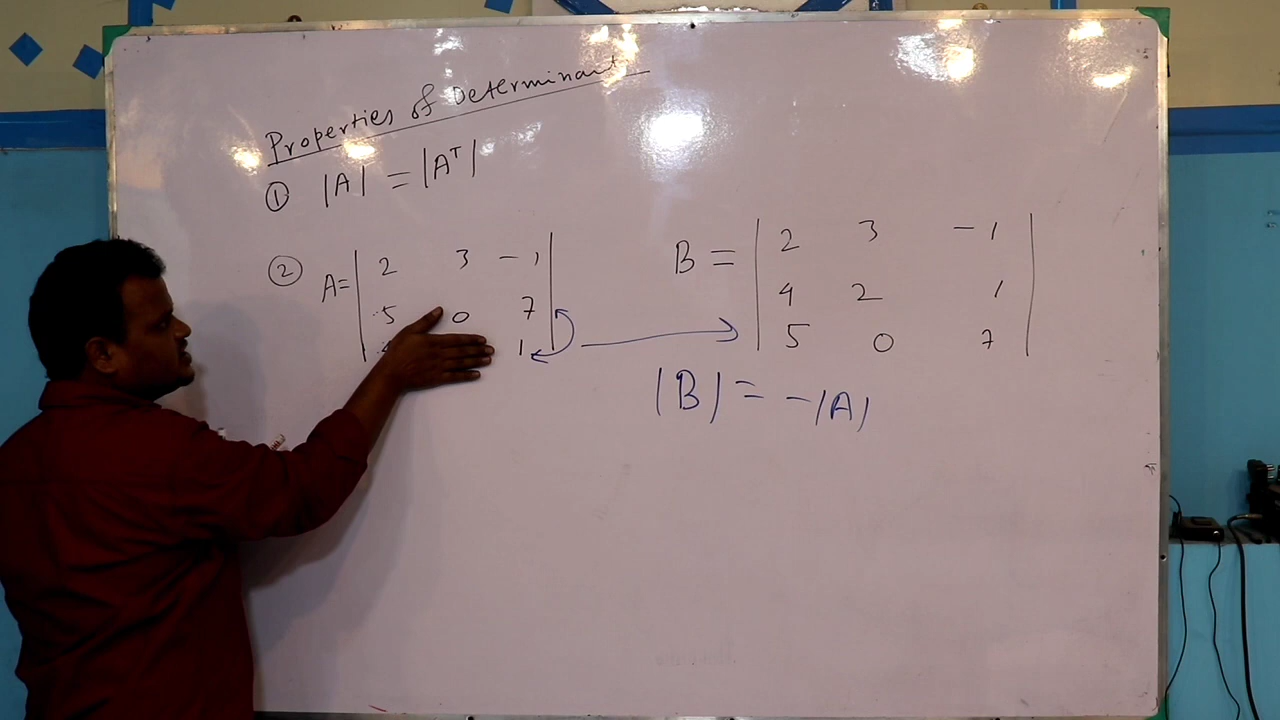 Properties of Determinant
① |A| = |Aᵀ|
② A = | 2 3 -1 |
5 0 7
1
B = | 2 3 -1 |
4 2 1
5 0 7
|B| = -|A|